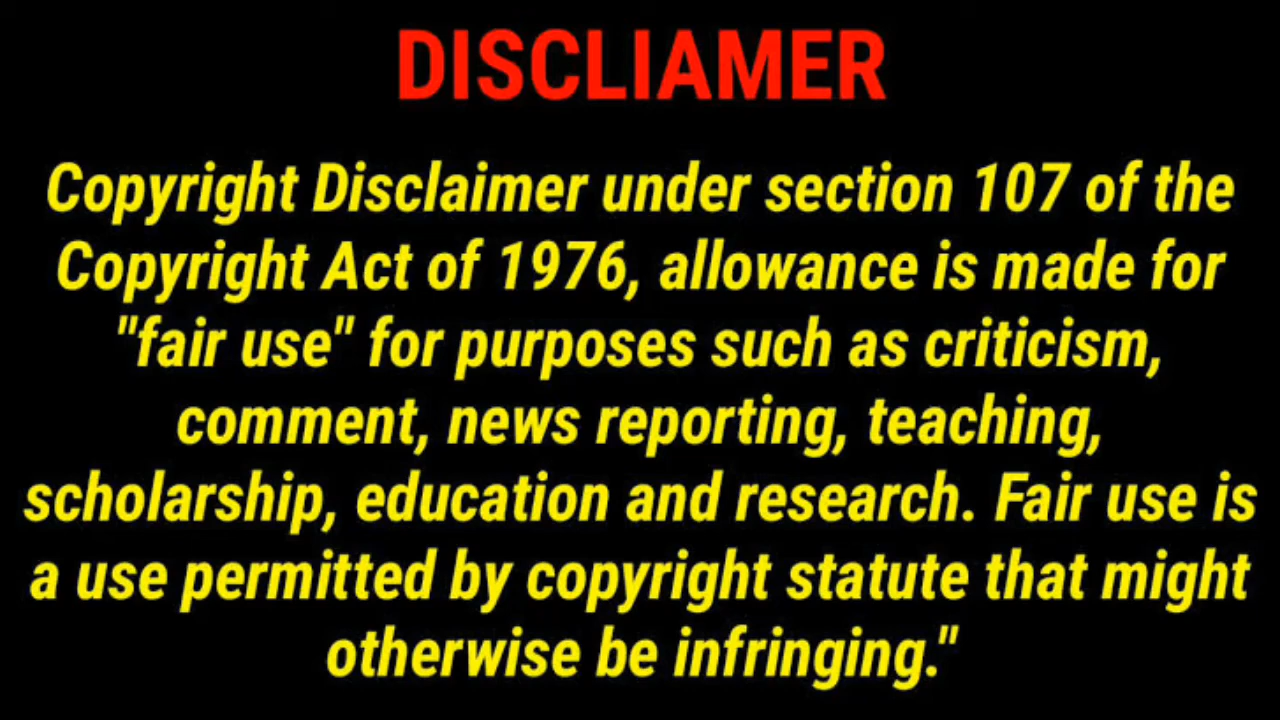 DISCLIAMER
Copyright Disclaimer under section 107 of the
Copyright Act of 1976, allowance is made for
"fair use" for purposes such as criticism,
comment, news reporting, teaching,
scholarship, education and research. Fair use is
a use permitted by copyright statute that might
otherwise be infringing."